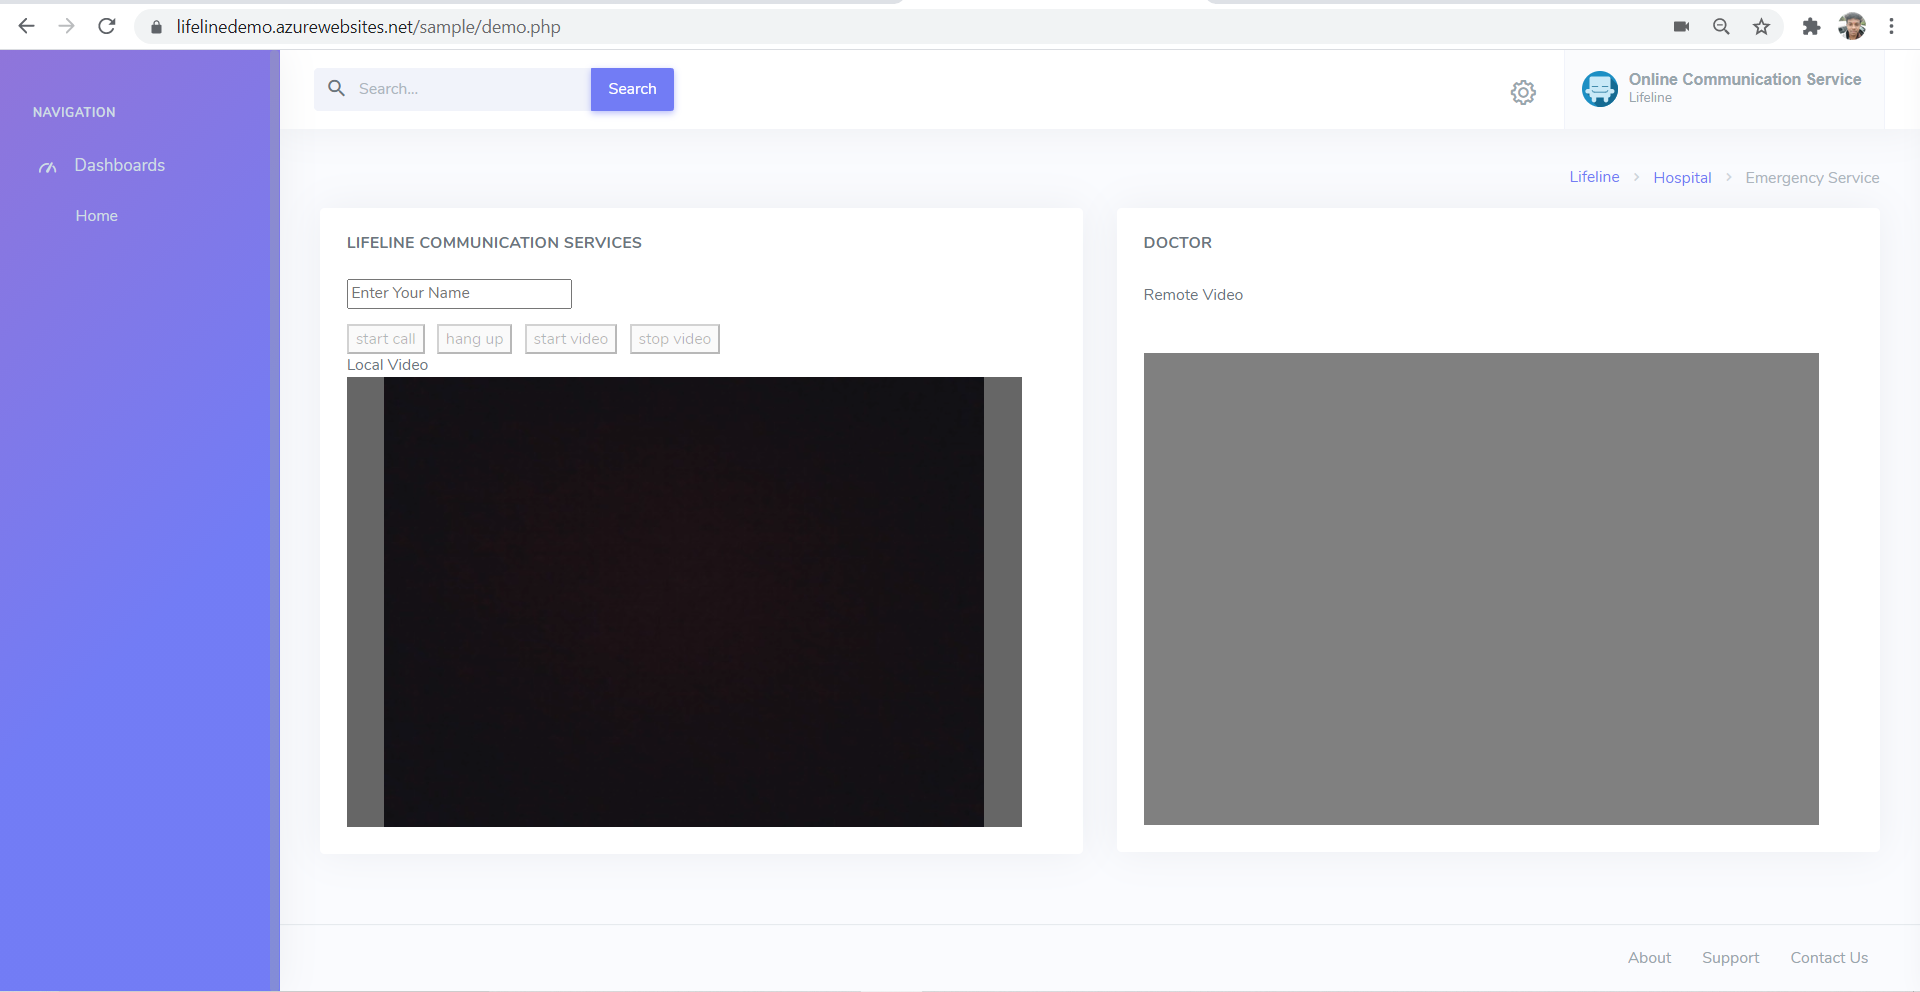 lifelinedemo.azurewebsites.net/sample/demo.php
NAVIGATION
Dashboards
Home
Search...
Search
Online Communication Service
Lifeline
Lifeline
Hospital
Emergency Service
LIFELINE COMMUNICATION SERVICES
Enter Your Name
start call hang up start video stop video
Local Video
DOCTOR
Remote Video
About Support Contact Us